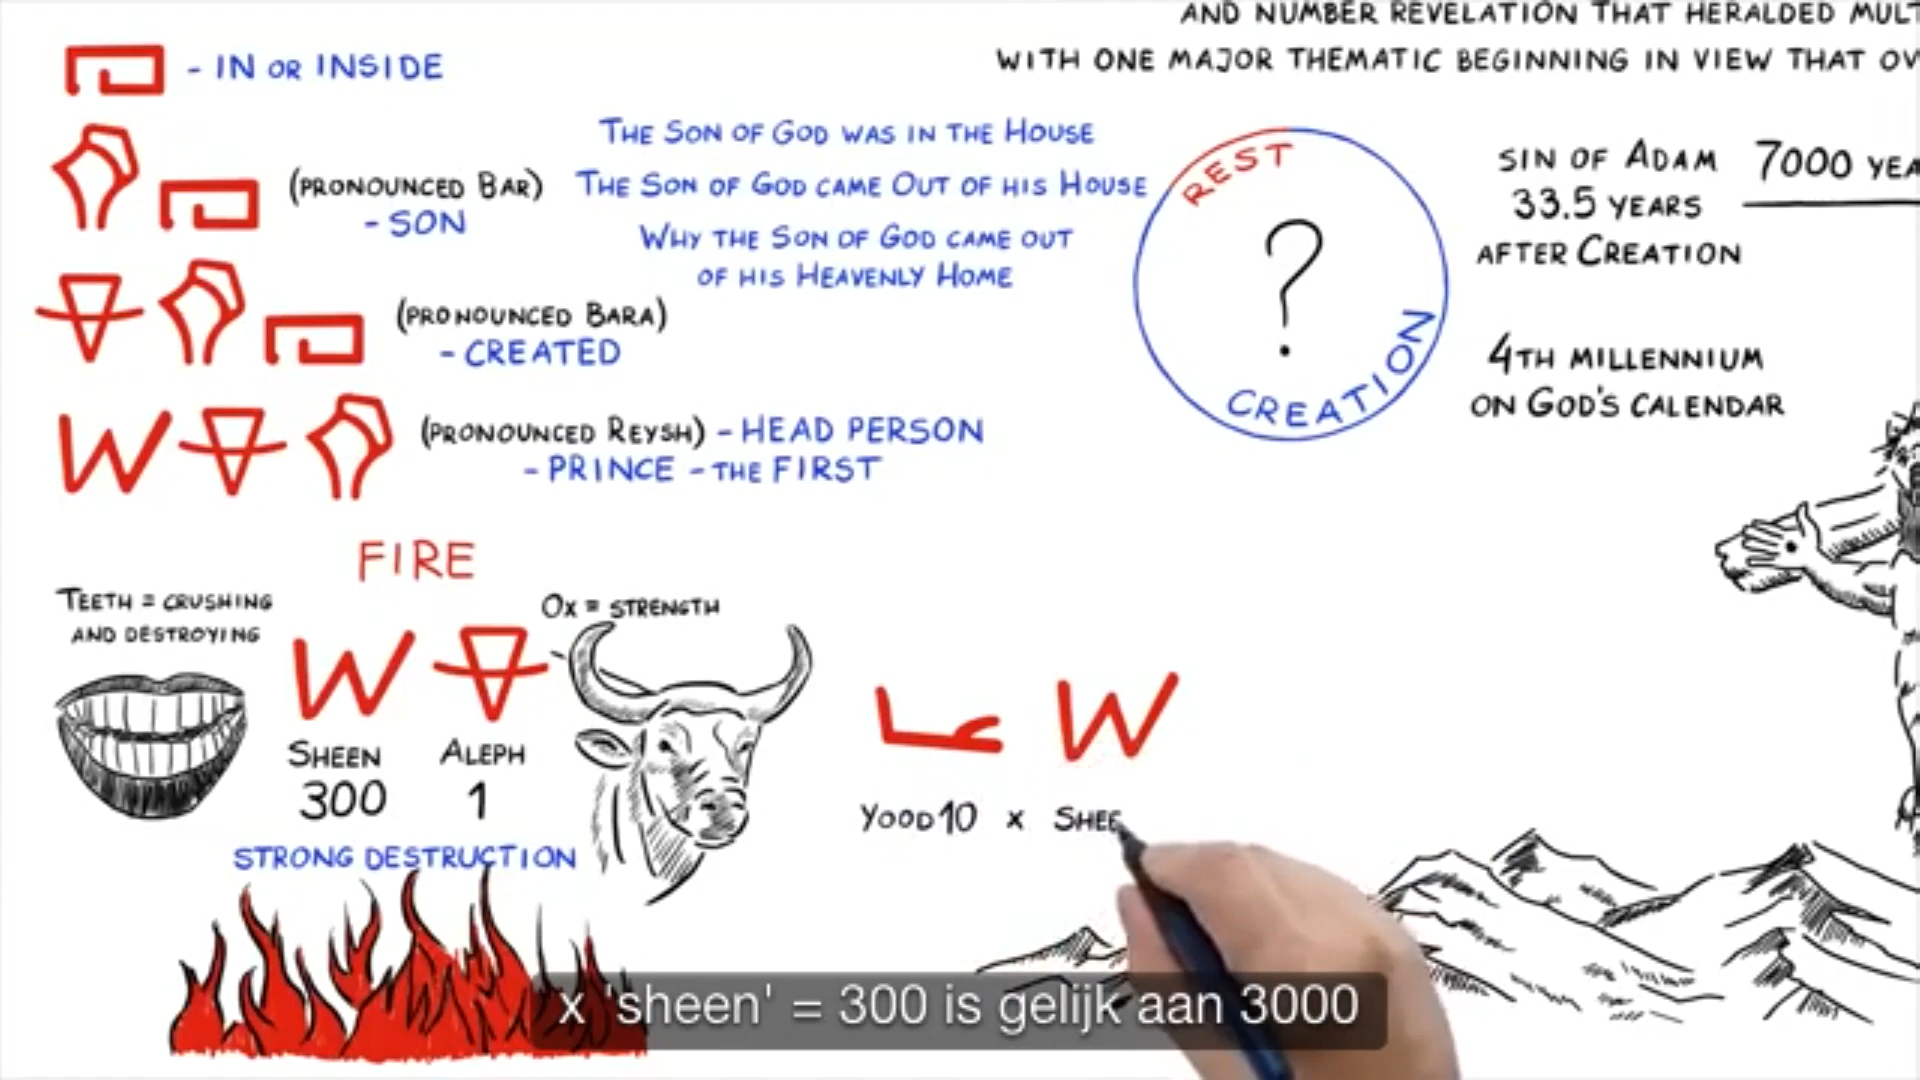 AND NUMBER REVELATION THAT HERALDED MULT
WITH ONE MAJOR THEMATIC BEGINNING IN VIEW THAT OV
- IN OR INSIDE
(PRONOUNCED BAR)
- SON
THE SON OF GOD WAS IN THE HOUSE
THE SON OF GOD CAME OUT OF HIS HOUSE
WHY THE SON OF GOD CAME OUT
OF HIS HEAVENLY HOME
(PRONOUNCED BARA)
- CREATED
(PRONOUNCED REYSH) - HEAD PERSON
- PRINCE - THE FIRST
REST
?
CREATION
SIN OF ADAM
33.5 YEARS
AFTER CREATION
7000 YEA
4TH MILLENNIUM
ON GOD'S CALENDAR
FIRE
TEETH = CRUSHING
AND DESTROYING
OX = STRENGTH
SHEEN
300
ALEPH
1
STRONG DESTRUCTION
YOOD 10 x SHEE
x 'sheen' = 300 is gelijk aan 3000